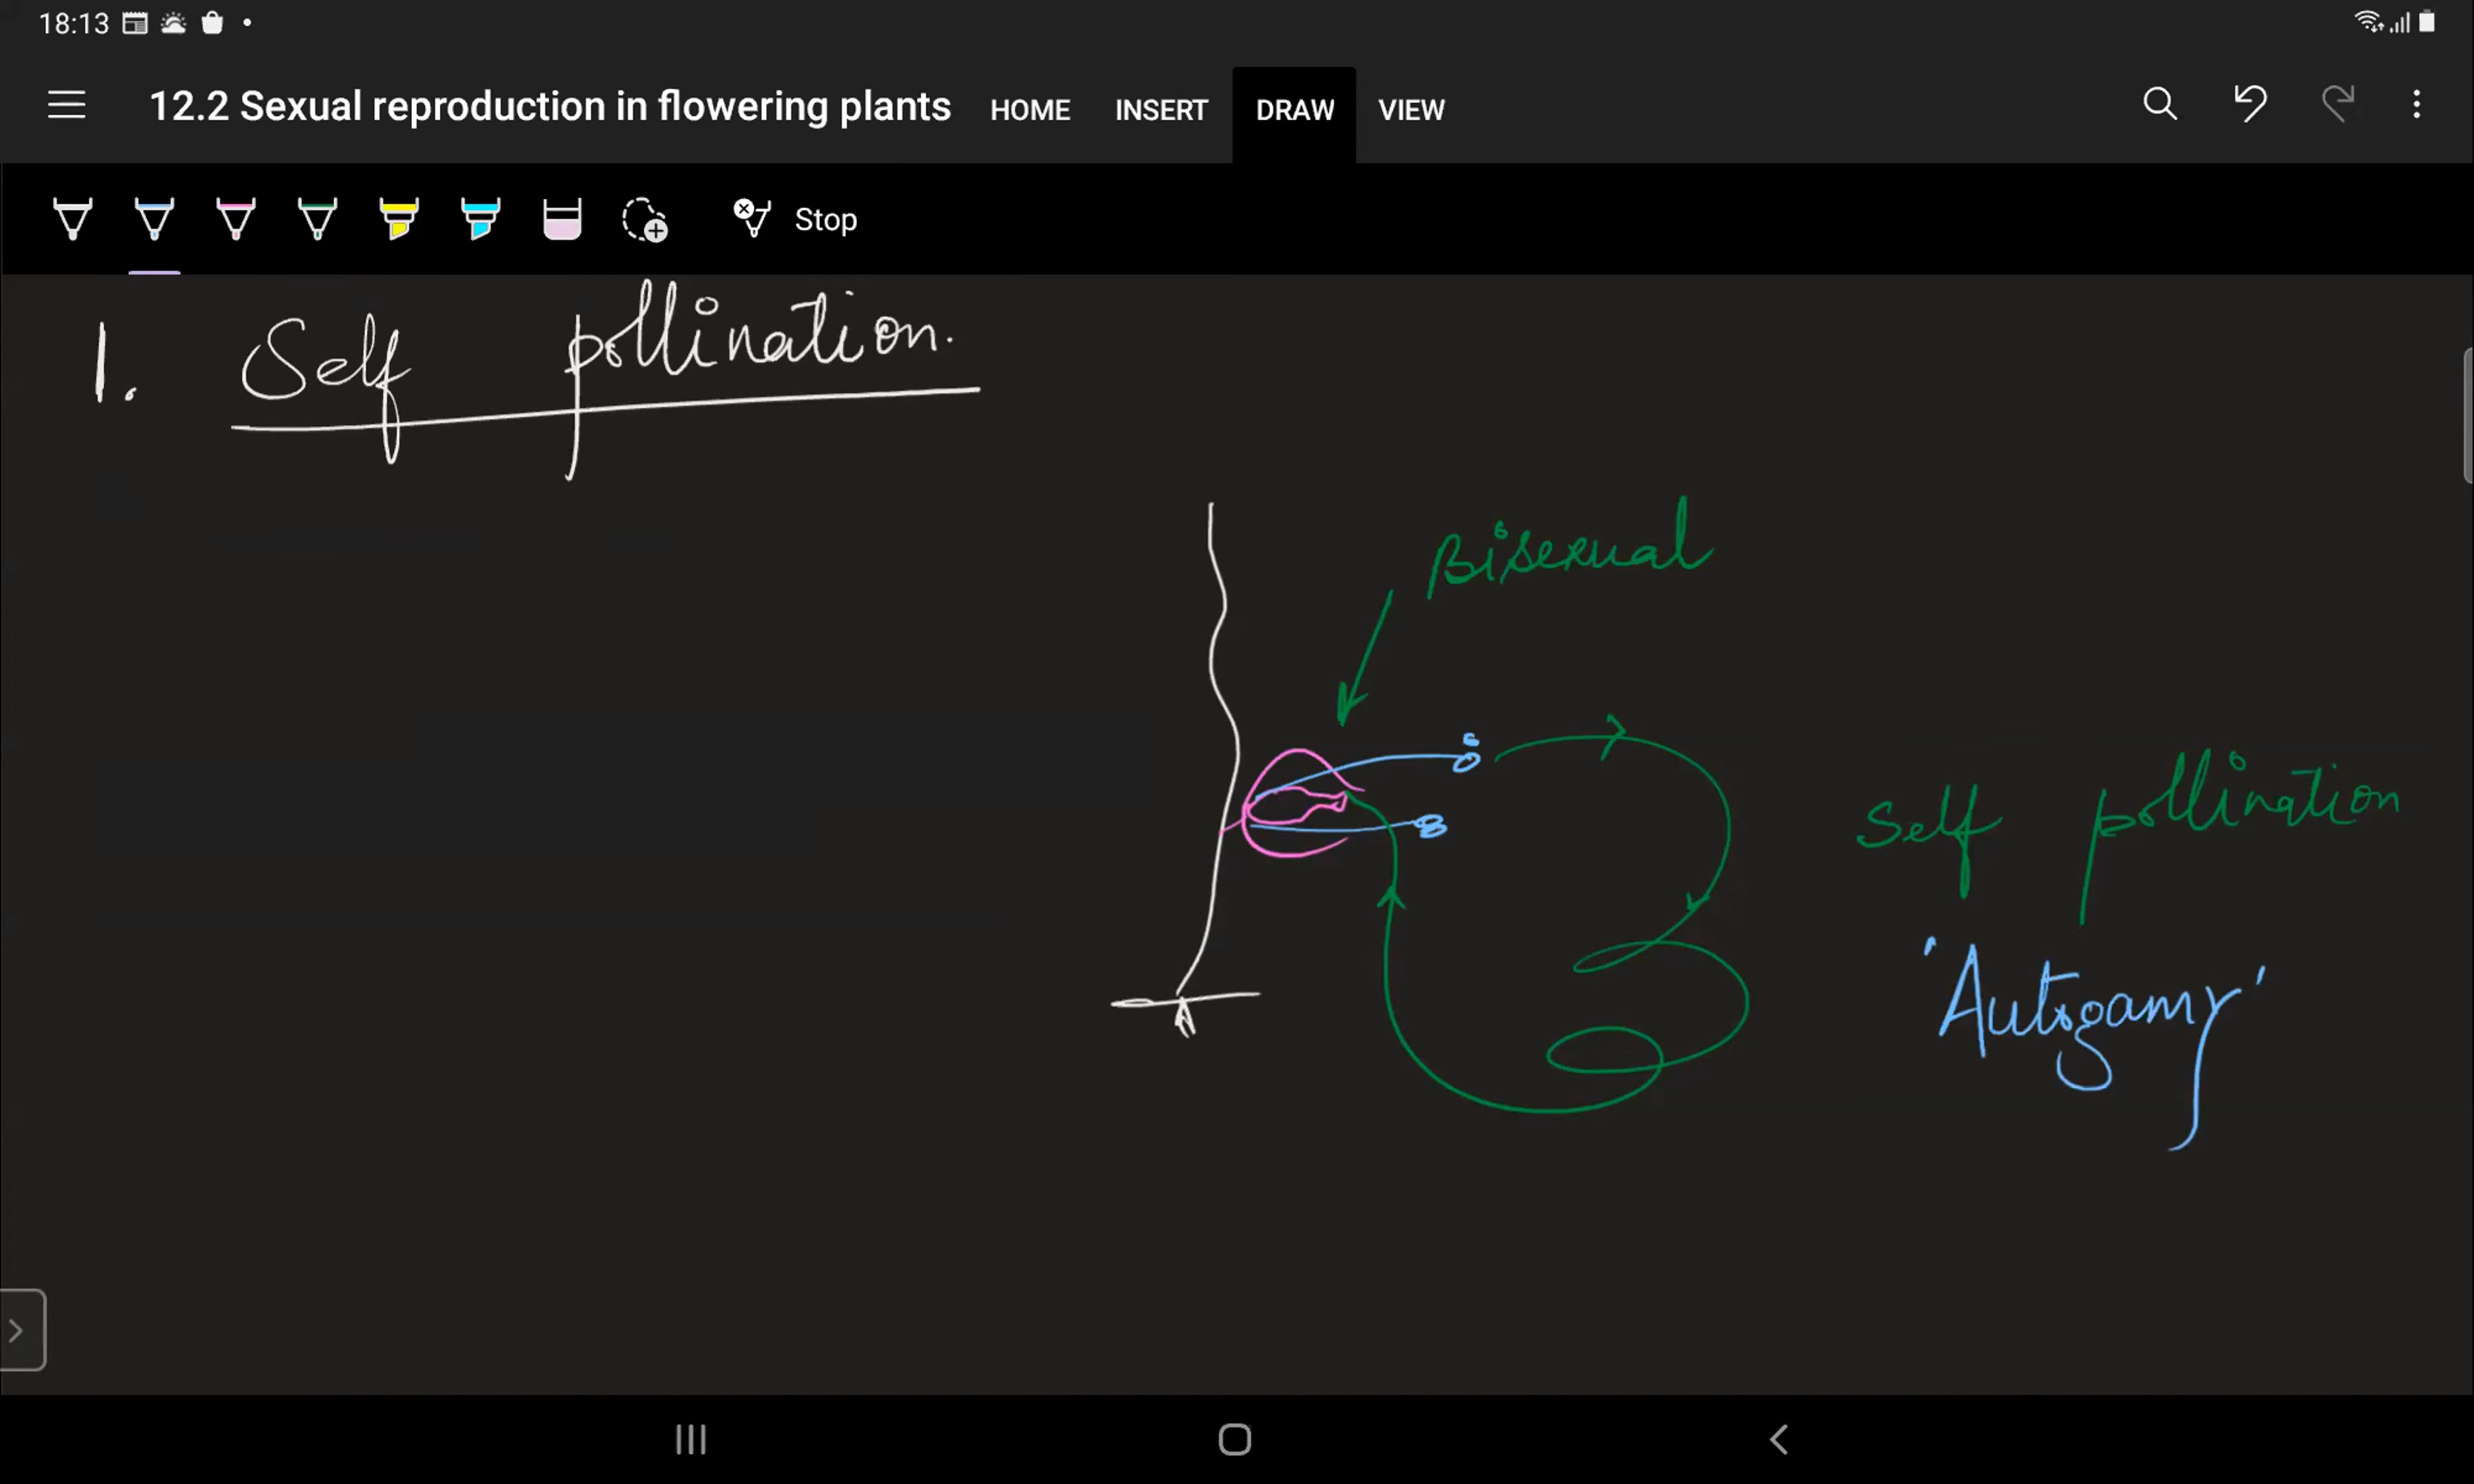 18:13
12.2 Sexual reproduction in flowering plants HOME INSERT DRAW VIEW
Stop
1. Self pollination.
Bisexual
Self pollination
'Autogamy'